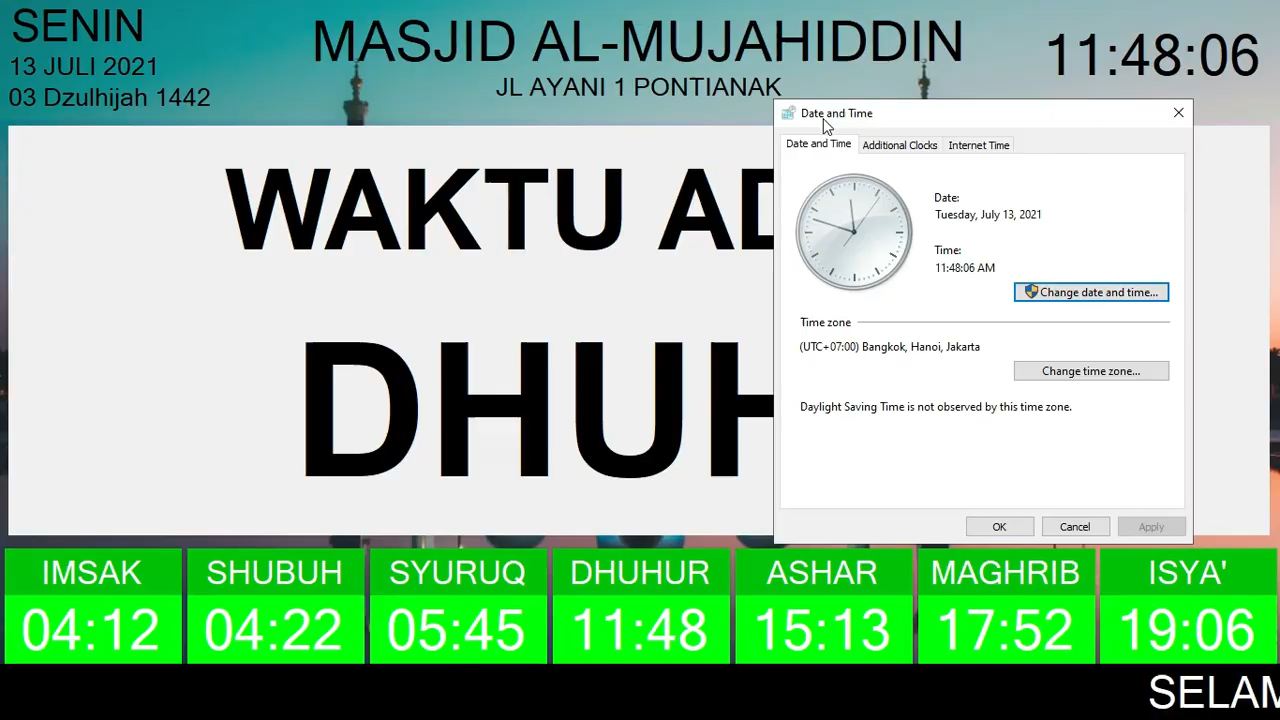 SENIN
13 JULI 2021
03 Dzulhijah 1442
MASJID AL-MUJAHIDDIN
JL AYANI 1 PONTIANAK
11:48:06
WAKTU AD
DHUH
Date and Time
Date and Time
Additional Clocks
Internet Time
Date:
Tuesday, July 13, 2021
Time:
11:48:06 AM
Change date and time...
Time zone
(UTC+07:00) Bangkok, Hanoi, Jakarta
Change time zone...
Daylight Saving Time is not observed by this time zone.
OK
Cancel
Apply
IMSAK
04:12
SHUBUH
04:22
SYURUQ
05:45
DHUHUR
11:48
ASHAR
15:13
MAGHRIB
17:52
ISYA'
19:06
SELAM